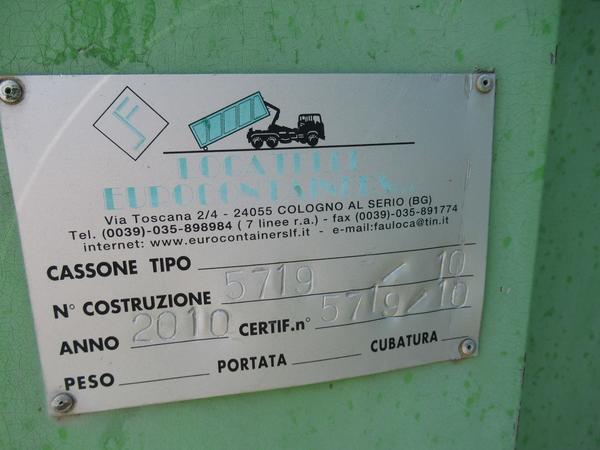 LOCATELLI
EUROCONTAINERS
Via Toscana 2/4 - 24055 COLOGNO AL SERIO (BG)
Tel. (0039)-035-898984 ( 7 linee r.a.) - fax (0039)-035-891774
internet: www.eurocontainerslf.it - e-mail:fauloca@tin.it
CASSONE TIPO
N° COSTRUZIONE 5719 / 10
ANNO 2010 CERTIF.n° 5719/10
PESO PORTATA CUBATURA